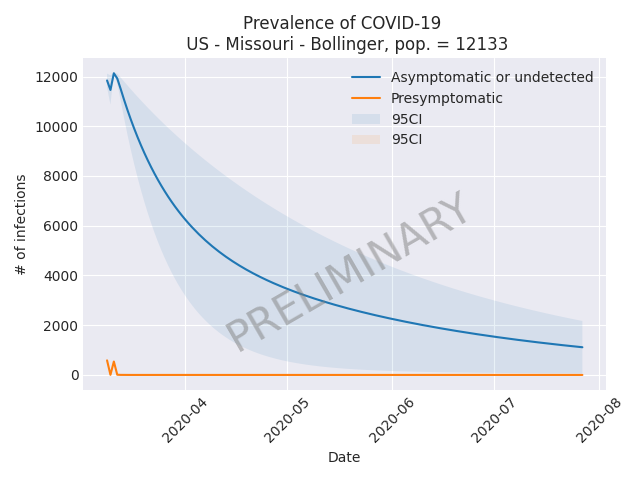 Prevalence of COVID-19
US - Missouri - Bollinger, pop. = 12133
Asymptomatic or undetected
Presymptomatic
95CI
95CI
12000
10000
8000
6000
4000
2000
0
# of infections
PRELIMINARY
2020-04
2020-05
2020-06
2020-07
2020-08
Date